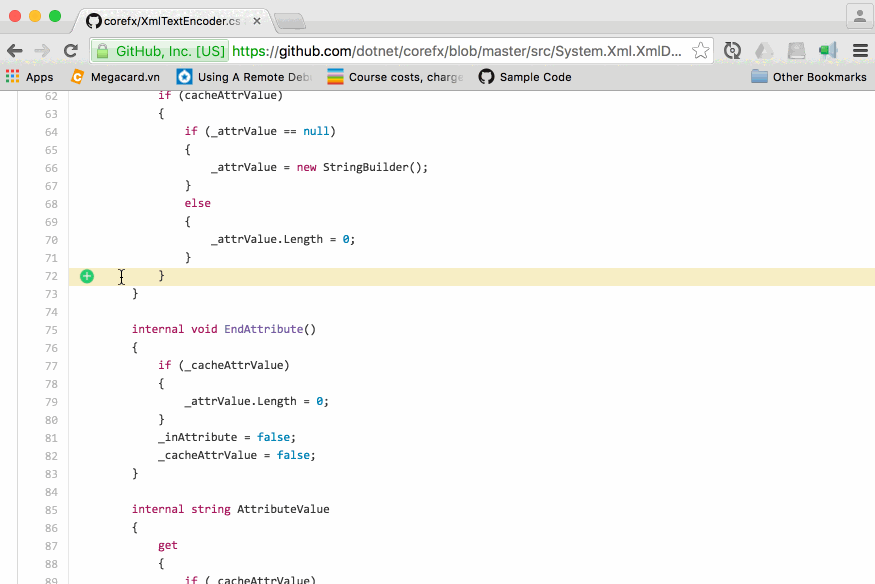 corefx/XmlTextEncoder.cs
GitHub, Inc. [US] https://github.com/dotnet/corefx/blob/master/src/System.Xml.XmlD...
Apps Megacard.vn Using A Remote Deb Course costs, charge Sample Code Other Bookmarks
62 if (cacheAttrValue)
63 {
64 if (_attrValue == null)
65 {
66 _attrValue = new StringBuilder();
67 }
68 else
69 {
70 _attrValue.Length = 0;
71 }
72 }
73 }
74
75 internal void EndAttribute()
76 {
77 if (_cacheAttrValue)
78 {
79 _attrValue.Length = 0;
80 }
81 _inAttribute = false;
82 _cacheAttrValue = false;
83 }
84
85 internal string AttributeValue
86 {
87 get
88 {
89 if (_cacheAttrValue)